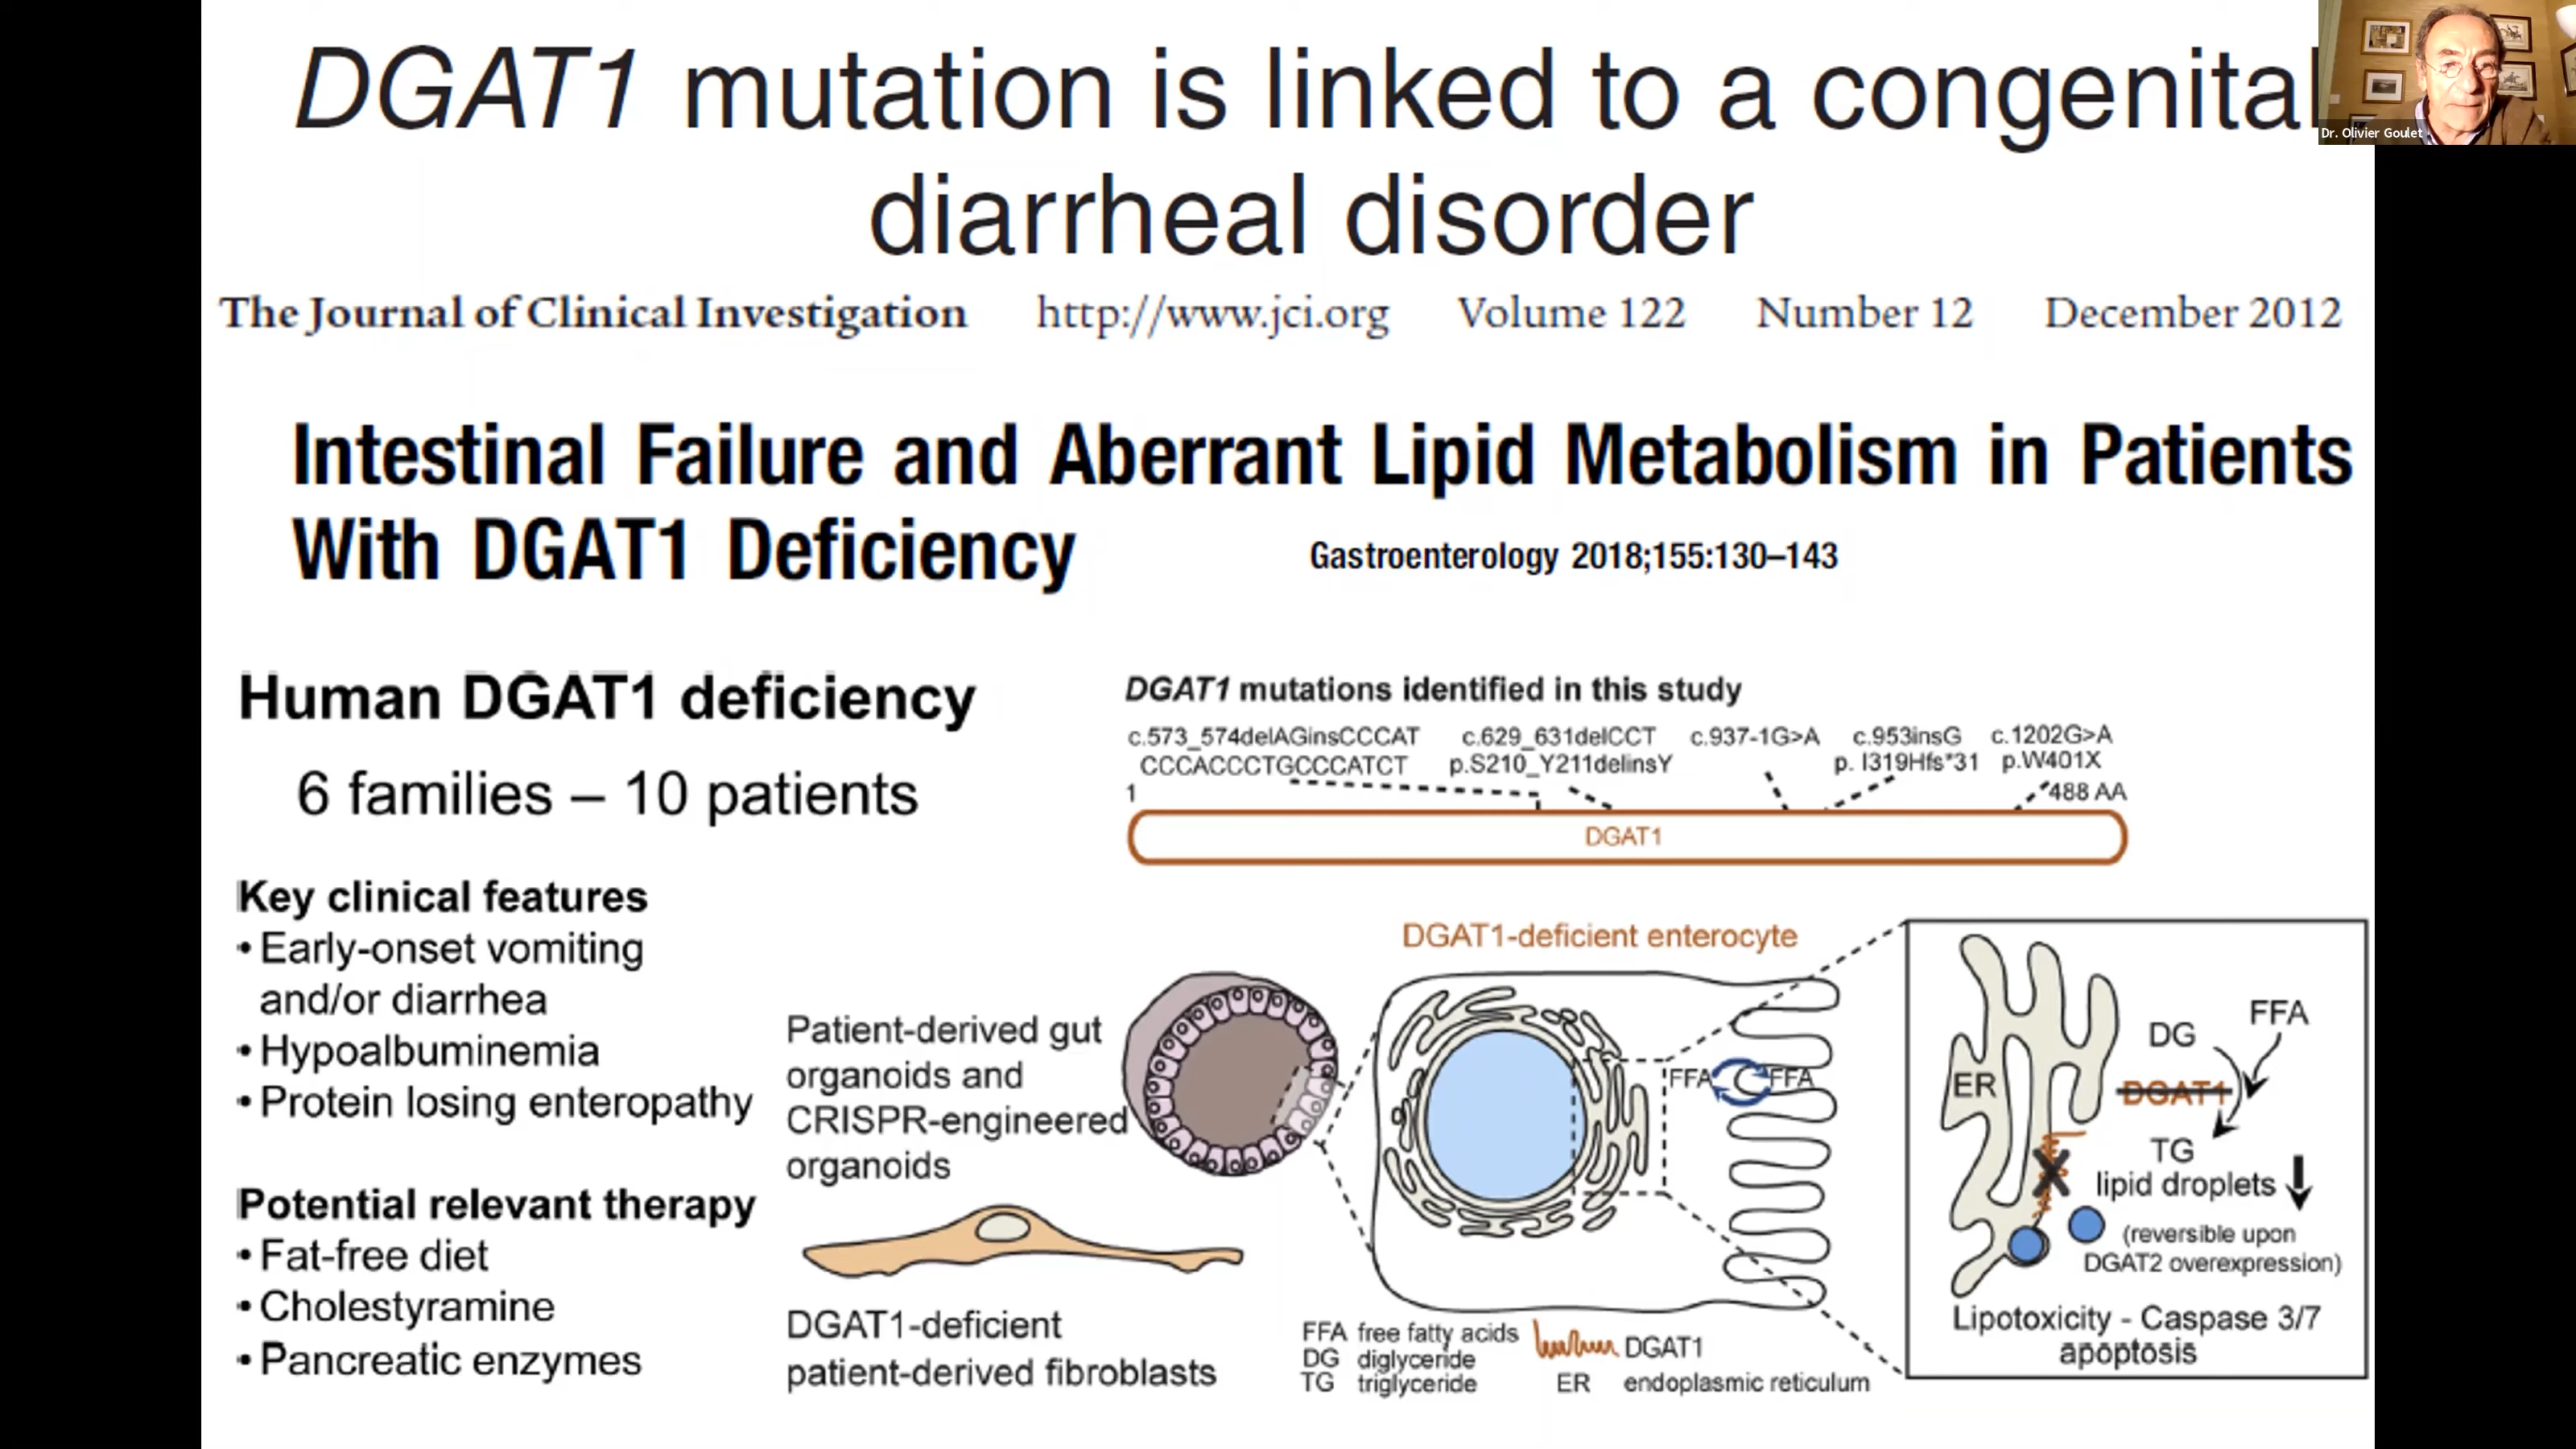 DGAT1 mutation is linked to a congenital
diarrheal disorder
Dr. Olivier Goulet
The Journal of Clinical Investigation http://www.jci.org Volume 122 Number 12 December 2012
Intestinal Failure and Aberrant Lipid Metabolism in Patients
With DGAT1 Deficiency
Gastroenterology 2018;155:130–143
Human DGAT1 deficiency
6 families – 10 patients
Key clinical features
• Early-onset vomiting
and/or diarrhea
• Hypoalbuminemia
• Protein losing enteropathy
Potential relevant therapy
• Fat-free diet
• Cholestyramine
• Pancreatic enzymes
DGAT1 mutations identified in this study
c.573_574delAGinsCCCAT c.629_631delCCT c.937-1G>A c.953insG c.1202G>A
CCCACCCTGCCCATCT p.S210_Y211delinsY p. I319Hfs*31 p.W401X
1 488 AA
DGAT1
Patient-derived gut
organoids and
CRISPR-engineered
organoids
DGAT1-deficient
patient-derived fibroblasts
DGAT1-deficient enterocyte
FFA FFA
FFA free fatty acids
DG diglyceride
TG triglyceride
DGAT1
ER endoplasmic reticulum
ER
DG
FFA
DGAT1
TG
lipid droplets
(reversible upon
DGAT2 overexpression)
Lipotoxicity - Caspase 3/7
apoptosis